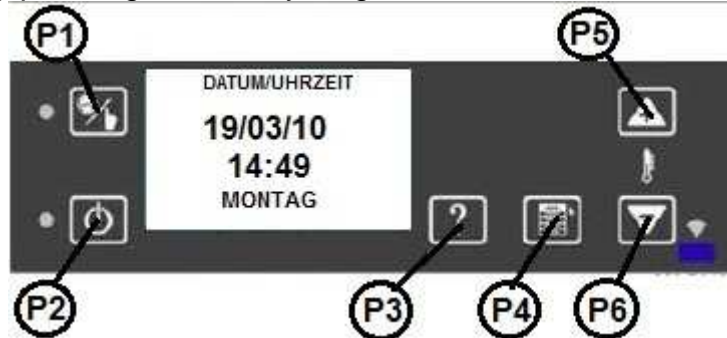 P1
P5
DATUM/UHRZEIT
19/03/10
14:49
MONTAG
?
P2
P3
P4
P6